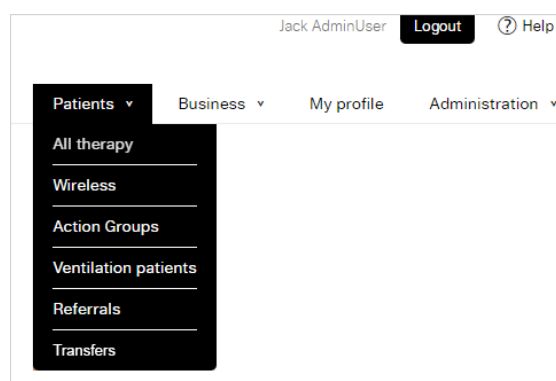 Jack AdminUser Logout ? Help
Patients Business My profile Administration
All therapy
Wireless
Action Groups
Ventilation patients
Referrals
Transfers